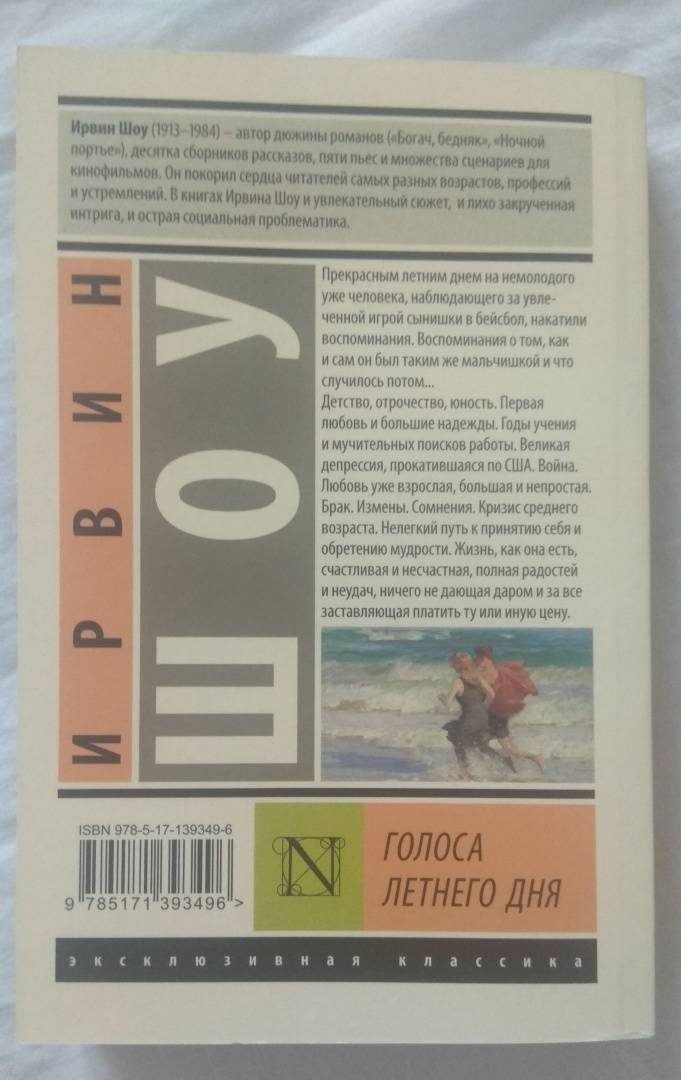 Ирвин Шоу (1913–1984) – автор дюжины романов («Богач, бедняк», «Ночной
портье»), десятка сборников рассказов, пяти пьес и множества сценариев для
кинофильмов. Он покорил сердца читателей самых разных возрастов, профессий
и устремлений. В книгах Ирвина Шоу и увлекательный сюжет, и лихо закрученная
интрига, и острая социальная проблематика.
ИРВИН
ШОУ
Прекрасным летним днем на немолодого
уже человека, наблюдающего за увле-
ченной игрой сынишки в бейсбол, накатили
воспоминания. Воспоминания о том, как
и сам он был таким же мальчишкой и что
случилось потом...
Детство, отрочество, юность. Первая
любовь и большие надежды. Годы учения
и мучительных поисков работы. Великая
депрессия, прокатившаяся по США. Война.
Любовь уже взрослая, большая и непростая.
Брак. Измены. Сомнения. Кризис среднего
возраста. Нелегкий путь к принятию себя и
обретению мудрости. Жизнь, как она есть,
счастливая и несчастная, полная радостей
и неудач, ничего не дающая даром и за все
заставляющая платить ту или иную цену.
ISBN 978-5-17-139349-6
9 785171 393496 >
N
ГОЛОСА
ЛЕТНЕГО ДНЯ
эксклюзивная классика